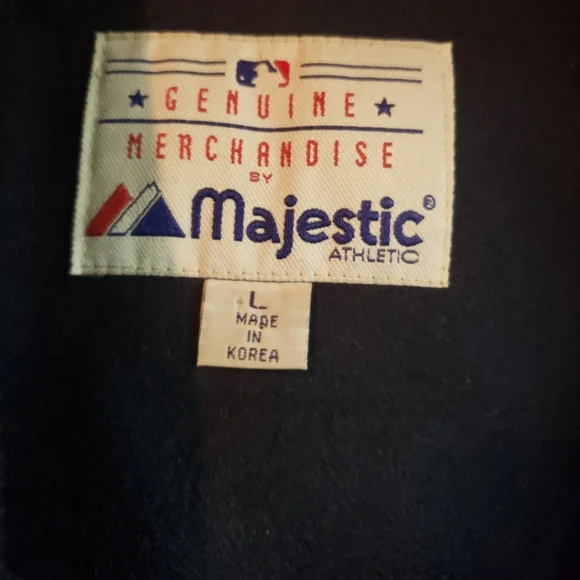 ★ GENUINE ★
MERCHANDISE
BY
Majestic®
ATHLETIC
L
MADE
IN
KOREA